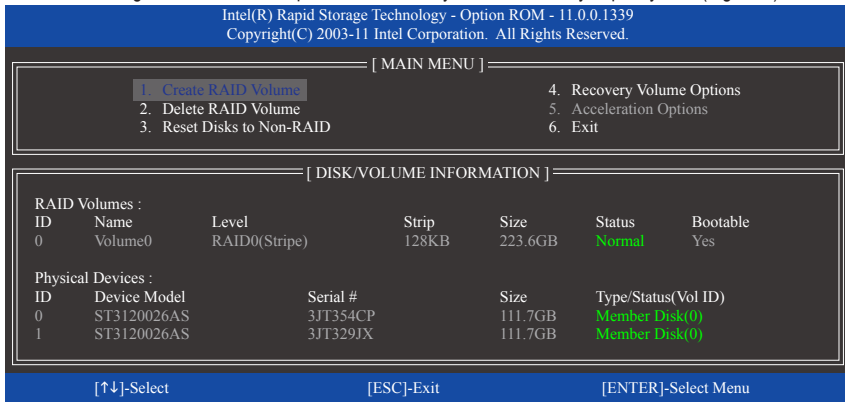 Intel(R) Rapid Storage Technology - Option ROM - 11.0.0.1339
Copyright(C) 2003-11 Intel Corporation. All Rights Reserved.
[ MAIN MENU ]
1. Create RAID Volume
2. Delete RAID Volume
3. Reset Disks to Non-RAID
4. Recovery Volume Options
5. Acceleration Options
6. Exit
[ DISK/VOLUME INFORMATION ]
RAID Volumes :
ID Name Level Strip Size Status Bootable
0 Volume0 RAID0(Stripe) 128KB 223.6GB Normal Yes
Physical Devices :
ID Device Model Serial # Size Type/Status(Vol ID)
0 ST3120026AS 3JT354CP 111.7GB Member Disk(0)
1 ST3120026AS 3JT329JX 111.7GB Member Disk(0)
[↑↓]-Select [ESC]-Exit [ENTER]-Select Menu